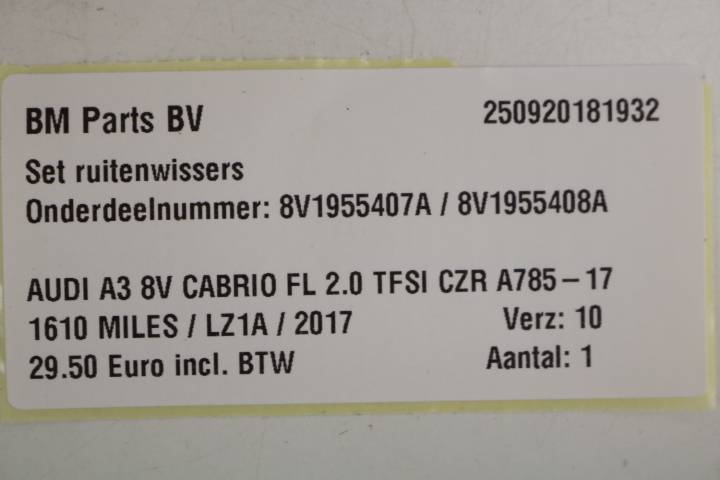 BM Parts BV 250920181932
Set ruitenwissers
Onderdeelnummer: 8V1955407A / 8V1955408A
AUDI A3 8V CABRIO FL 2.0 TFSI CZR A785-17
1610 MILES / LZ1A / 2017 Verz: 10
29.50 Euro incl. BTW Aantal: 1